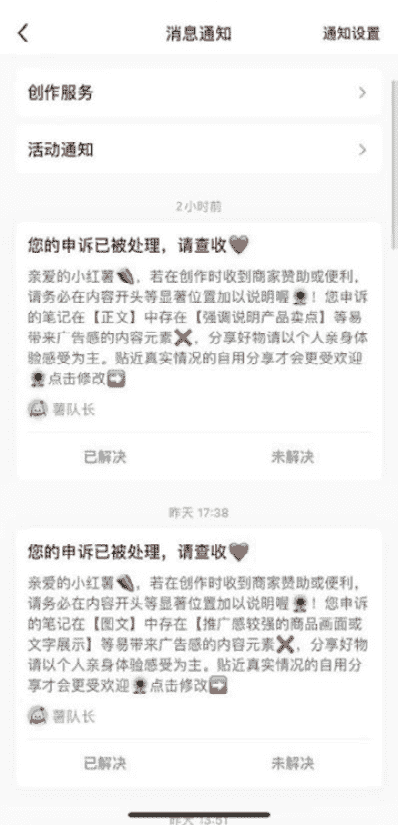 消息通知
通知设置
创作服务
活动通知
2小时前
您的申诉已被处理，请查收
亲爱的小红薯，若在创作时收到商家赞助或便利，
请务必在内容开头等显著位置加以说明喔！您申诉
的笔记在【正文】中存在【强调说明产品卖点】等易
带来广告感的内容元素，分享好物请以个人亲身体
验感受为主。贴近真实情况的自用分享才会更受欢迎
点击修改
薯队长
已解决
未解决
昨天 17:38
您的申诉已被处理，请查收
亲爱的小红薯，若在创作时收到商家赞助或便利，
请务必在内容开头等显著位置加以说明喔！您申诉
的笔记在【图文】中存在【推广感较强的商品画面或
文字展示】等易带来广告感的内容元素，分享好物
请以个人亲身体验感受为主。贴近真实情况的自用分
享才会更受欢迎点击修改
薯队长
已解决
未解决
昨天 13:51